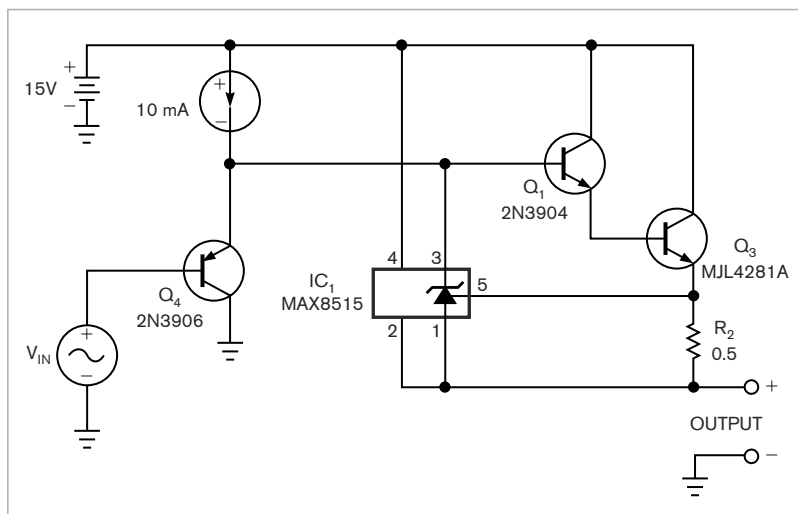 +
15V
−
+
10 mA
−
Q1
2N3904
Q3
MJL4281A
4
3
IC1
MAX8515
5
2
1
Q4
2N3906
VIN
+
−
R2
0.5
+
OUTPUT
−